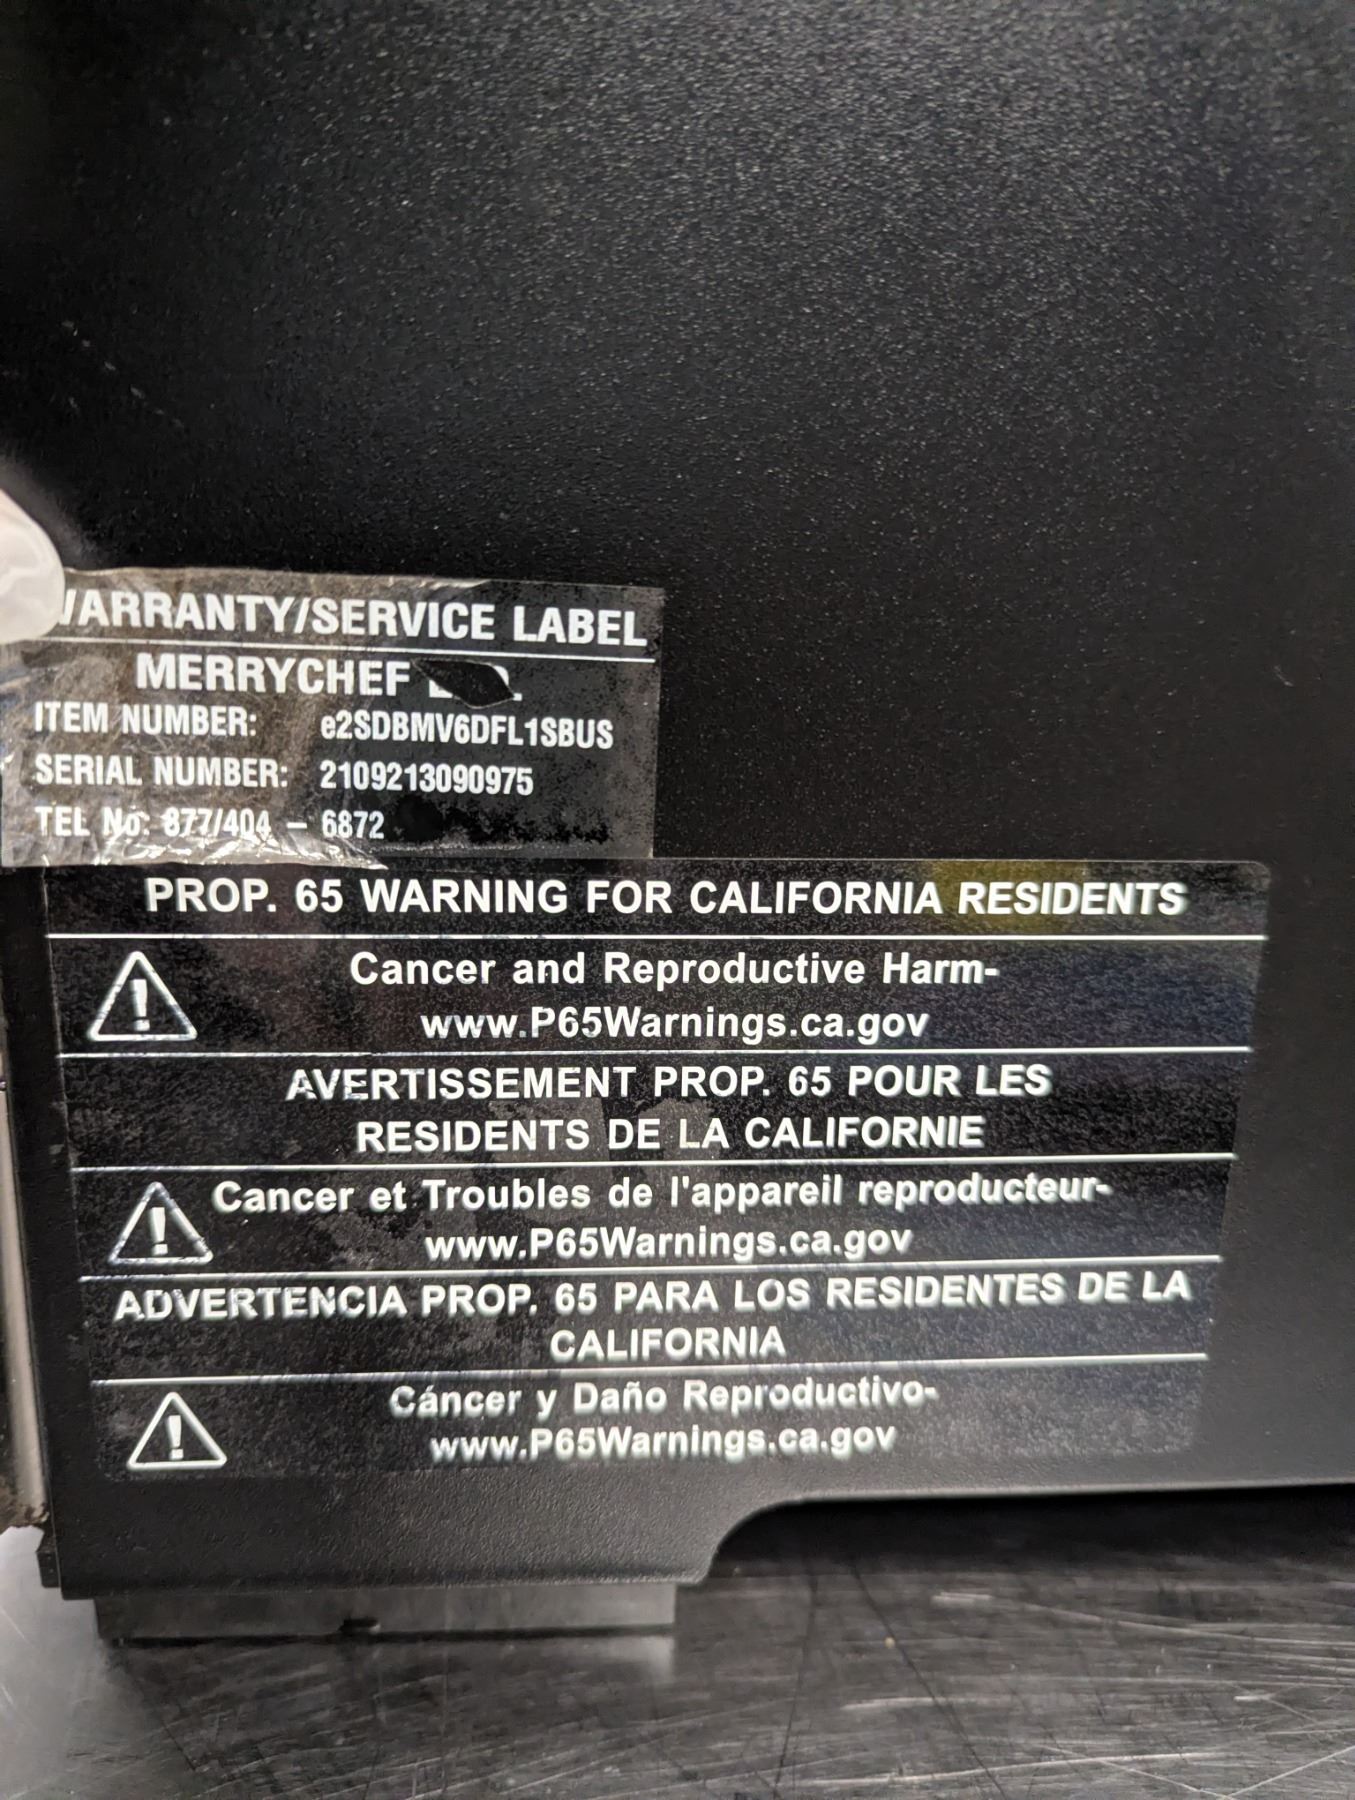 WARRANTY/SERVICE LABEL
MERRYCHEF
ITEM NUMBER: e2SDBMV6DFL1SBUS
SERIAL NUMBER: 2109213090975
TEL No: 877/404 - 6872
PROP. 65 WARNING FOR CALIFORNIA RESIDENTS
Cancer and Reproductive Harm-
www.P65Warnings.ca.gov
AVERTISSEMENT PROP. 65 POUR LES
RESIDENTS DE LA CALIFORNIE
Cancer et Troubles de l'appareil reproducteur-
www.P65Warnings.ca.gov
ADVERTENCIA PROP. 65 PARA LOS RESIDENTES DE LA
CALIFORNIA
Cáncer y Daño Reproductivo-
www.P65Warnings.ca.gov